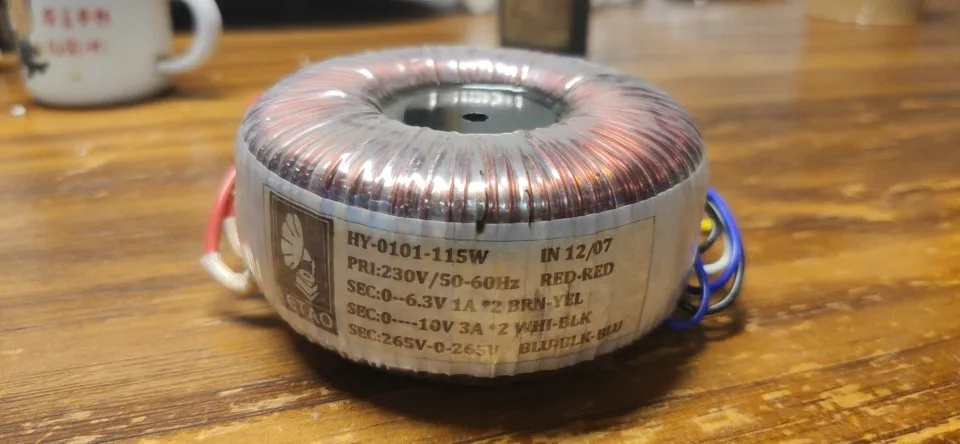 HY-0101-115W IN 12/07
PRI:230V/50-60Hz RED-RED
SEC:0--6.3V 1A *2 BRN-YEL
SEC:0----10V 3A *2 WHI-BLK
SEC:265V-0-265V BLU-BLK-BLU